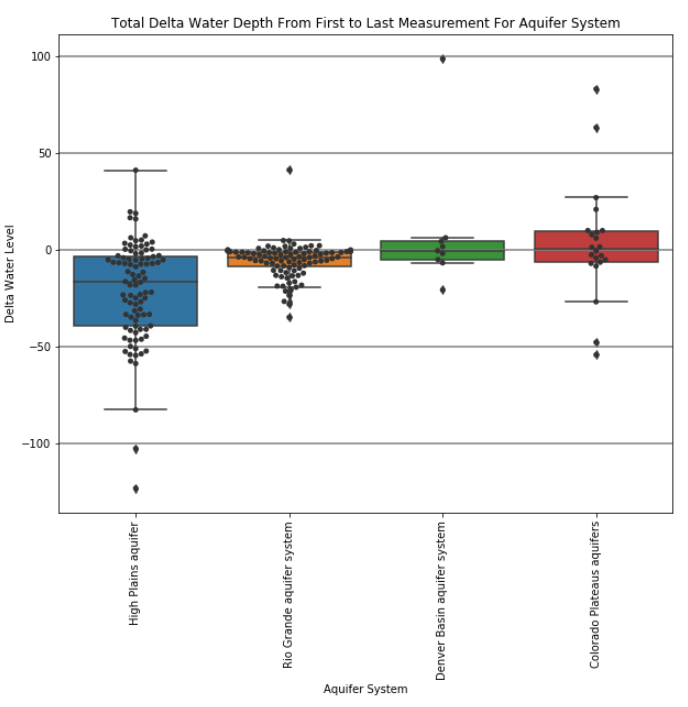 Total Delta Water Depth From First to Last Measurement For Aquifer System
Delta Water Level
100
50
0
−50
−100
High Plains aquifer
Rio Grande aquifer system
Denver Basin aquifer system
Colorado Plateaus aquifers
Aquifer System